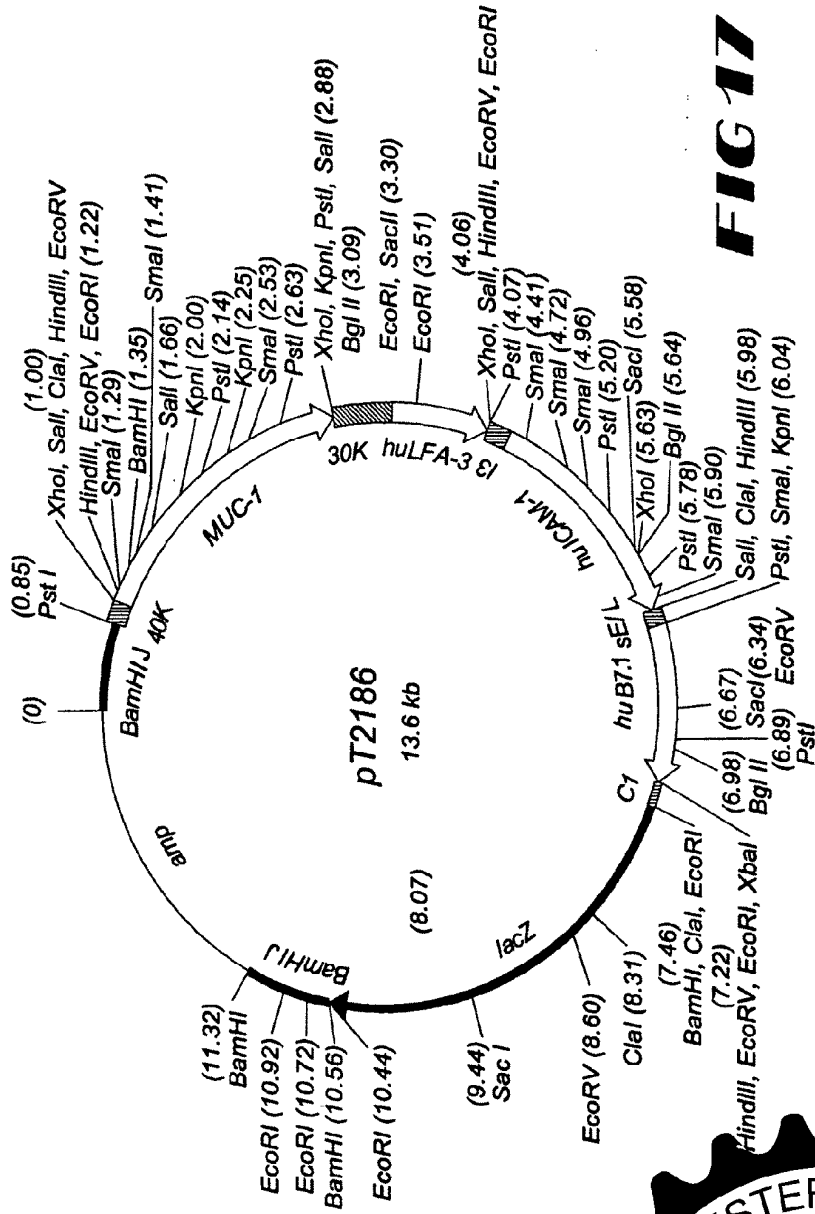 (0)
(0.85)
Pst I
(1.00)
XhoI, SalI, ClaI, HindIII, EcoRV
HindIII, EcoRV, EcoRI (1.22)
SmaI (1.29)
BamHI (1.35)
SmaI (1.41)
SalI (1.66)
KpnI (2.00)
PstI (2.14)
KpnI (2.25)
SmaI (2.53)
PstI (2.63)
XhoI, KpnI, PstI, SalI (2.88)
Bgl II (3.09)
EcoRI, SacII (3.30)
EcoRI (3.51)
(4.06)
XhoI, SalI, HindIII, EcoRV, EcoRI
PstI (4.07)
SmaI (4.41)
SmaI (4.72)
SmaI (4.96)
PstI (5.20)
SacI (5.58)
XhoI (5.63)
Bgl II (5.64)
PstI (5.78)
SmaI (5.90)
SalI, ClaI, HindIII (5.98)
PstI, SmaI, KpnI (6.04)
(6.34)
EcoRV
(6.67)
SacI
(6.89)
PstI
(6.98)
Bgl II
(7.22)
HindIII, EcoRV, EcoRI, XbaI
(7.46)
BamHI, ClaI, EcoRI
ClaI (8.31)
EcoRV (8.60)
(9.44)
Sac I
EcoRI (10.44)
BamHI (10.56)
EcoRI (10.72)
EcoRI (10.92)
(11.32)
BamHI
BamHI J
40K
MUC-1
30K
huLFA-3
I3
huICAM-1
sE/L
huB7.1
C1
lacZ
BamHI J
amp
pT2186
13.6 kb
(8.07)
FIG 17